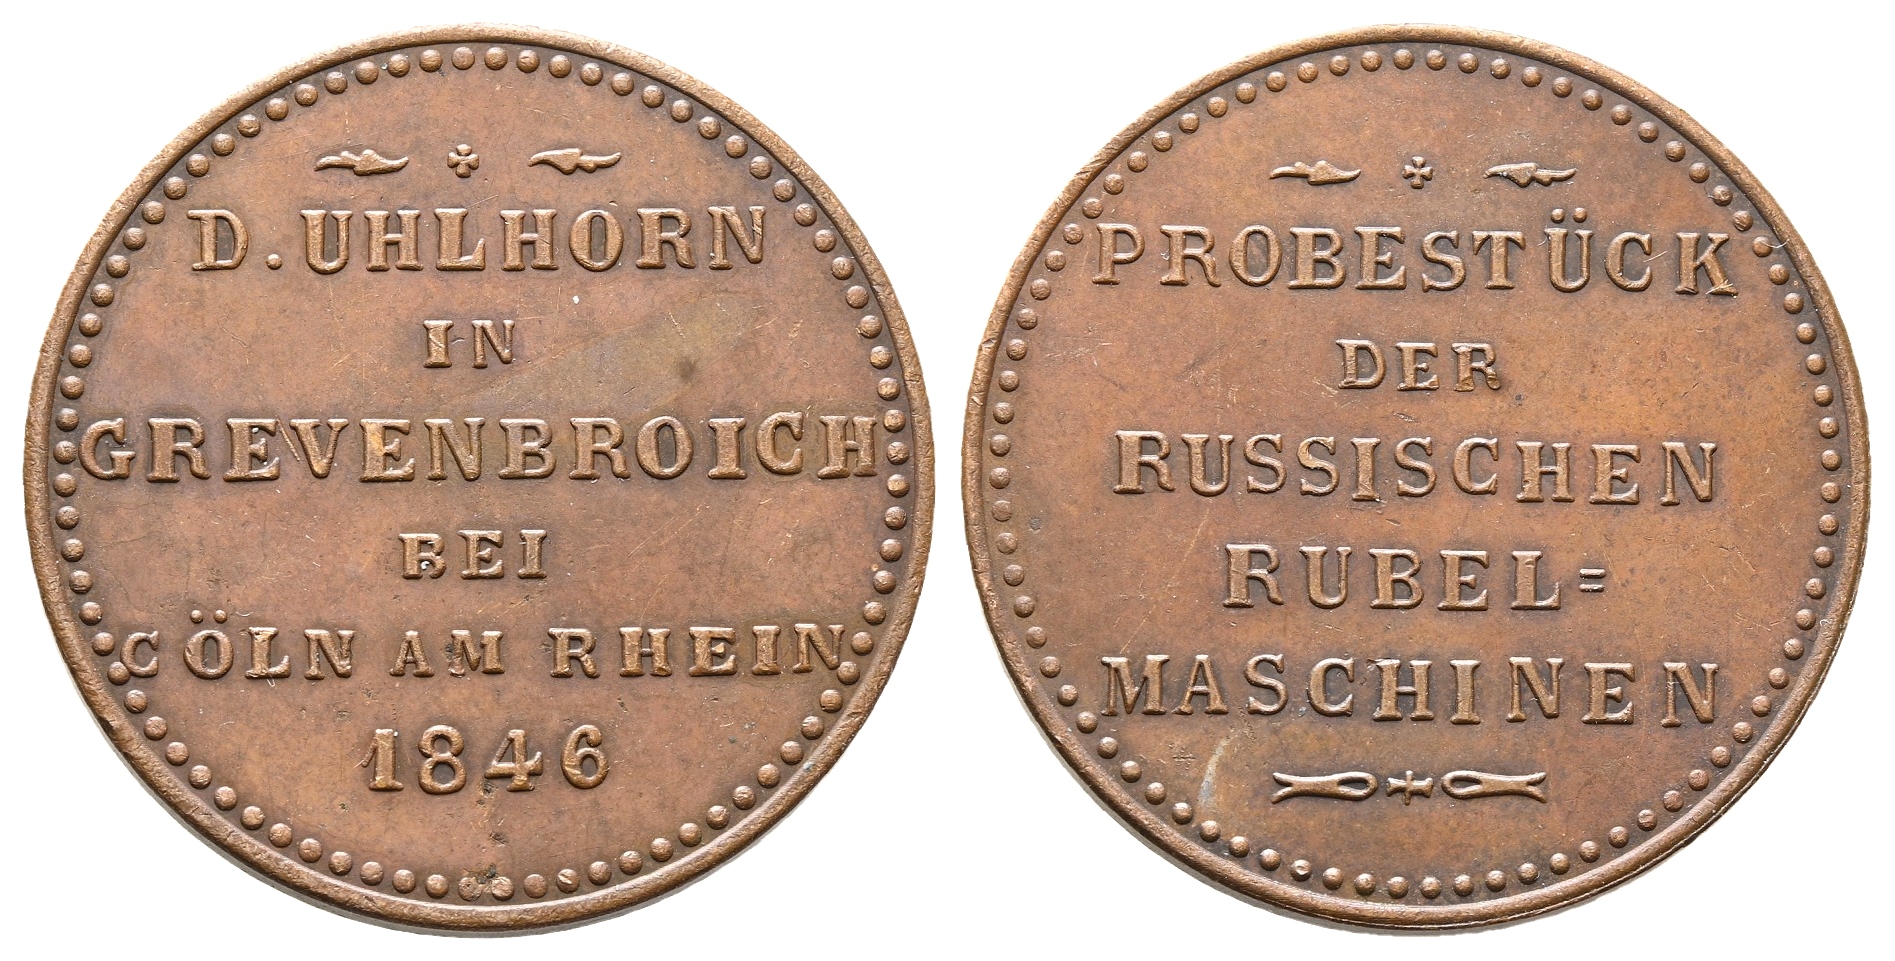 D. UHLHORN
IN
GREVENBROICH
BEI
CÖLN AM RHEIN
1846
PROBESTÜCK
DER
RUSSISCHEN
RUBEL=
MASCHINEN